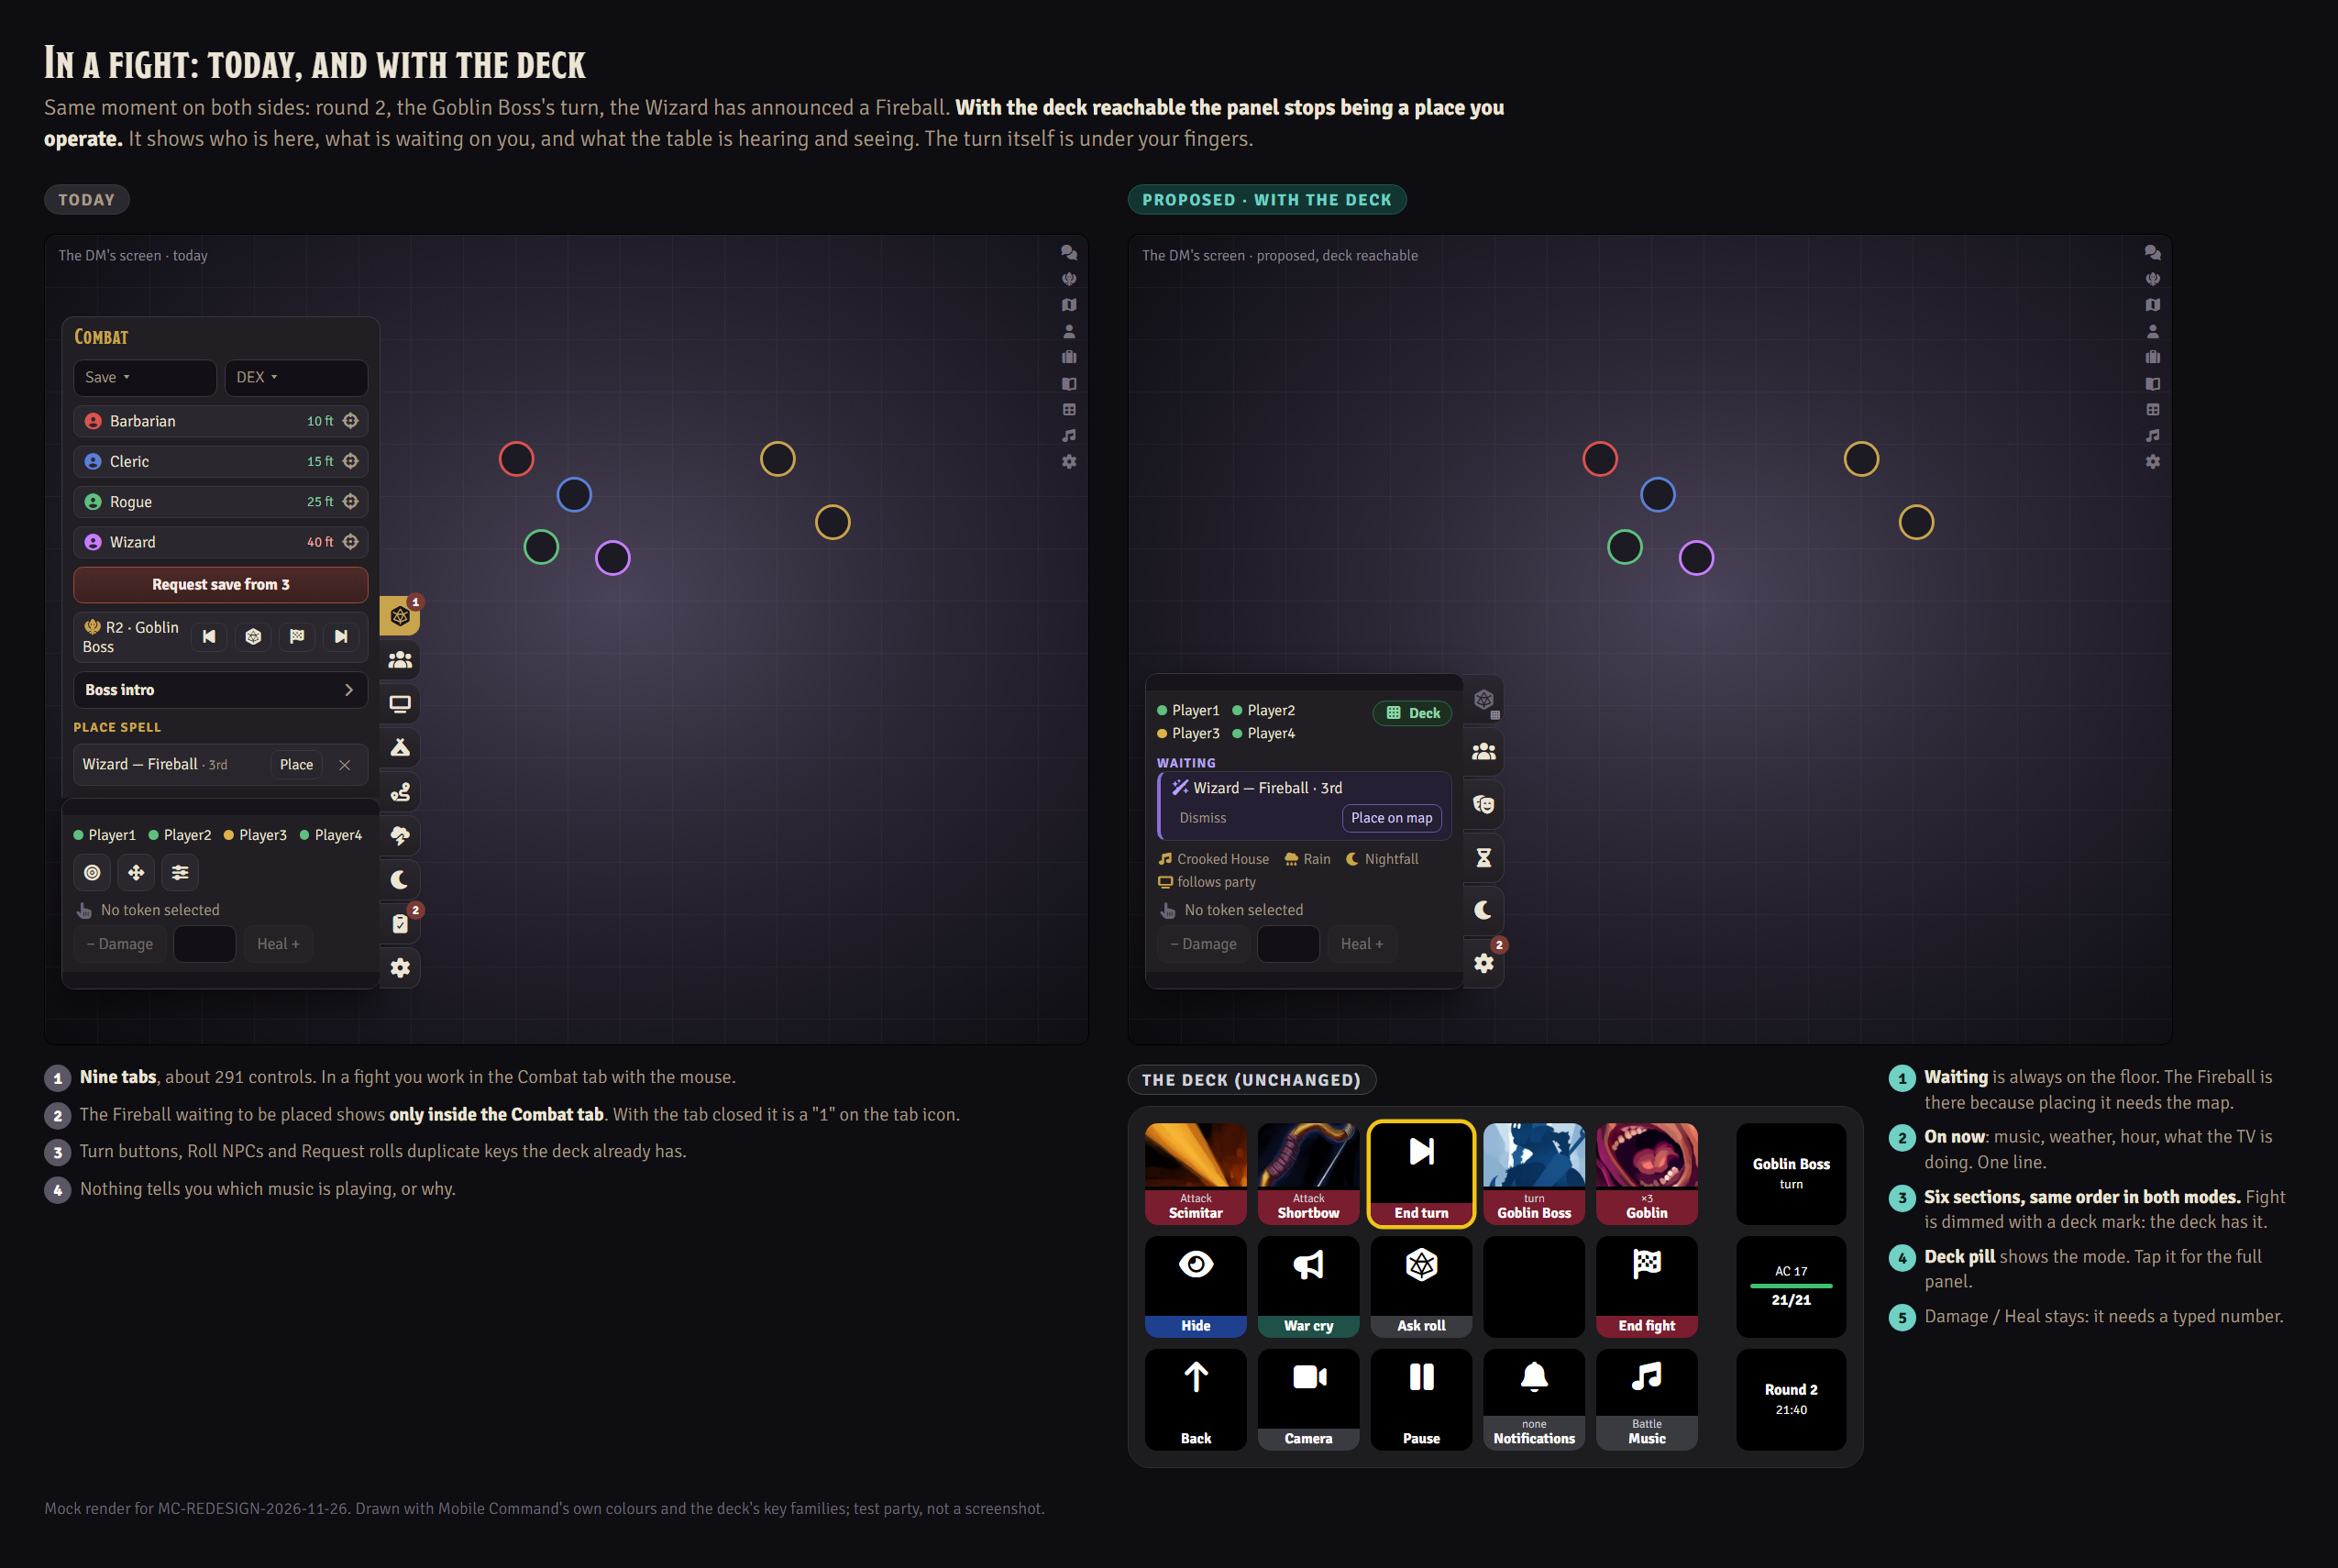 In a fight: today, and with the deck
Same moment on both sides: round 2, the Goblin Boss's turn, the Wizard has announced a Fireball. With the deck reachable the panel stops being a place you
operate. It shows who is here, what is waiting on you, and what the table is hearing and seeing. The turn itself is under your fingers.
TODAY
The DM's screen · today
Combat
Save
DEX
Barbarian 10 ft
Cleric 15 ft
Rogue 25 ft
Wizard 40 ft
Request save from 3
1
R2 · Goblin
Boss
Boss intro
PLACE SPELL
Wizard — Fireball · 3rd Place
Player1 Player2 Player3 Player4
No token selected
2
− Damage Heal +
1 Nine tabs, about 291 controls. In a fight you work in the Combat tab with the mouse.
2 The Fireball waiting to be placed shows only inside the Combat tab. With the tab closed it is a "1" on the tab icon.
3 Turn buttons, Roll NPCs and Request rolls duplicate keys the deck already has.
4 Nothing tells you which music is playing, or why.
PROPOSED · WITH THE DECK
The DM's screen · proposed, deck reachable
Player1 Player2 Deck
Player3 Player4
WAITING
Wizard — Fireball · 3rd
Dismiss Place on map
Crooked House Rain Nightfall
follows party
No token selected
− Damage Heal +
2
THE DECK (UNCHANGED)
Attack
Scimitar
Attack
Shortbow
End turn
turn
Goblin Boss
×3
Goblin
Goblin Boss
turn
Hide
War cry
Ask roll
End fight
AC 17
21/21
Back
Camera
Pause
none
Notifications
Battle
Music
Round 2
21:40
1 Waiting is always on the floor. The Fireball is
there because placing it needs the map.
2 On now: music, weather, hour, what the TV is
doing. One line.
3 Six sections, same order in both modes. Fight
is dimmed with a deck mark: the deck has it.
4 Deck pill shows the mode. Tap it for the full
panel.
5 Damage / Heal stays: it needs a typed number.
Mock render for MC-REDESIGN-2026-11-26. Drawn with Mobile Command's own colours and the deck's key families; test party, not a screenshot.